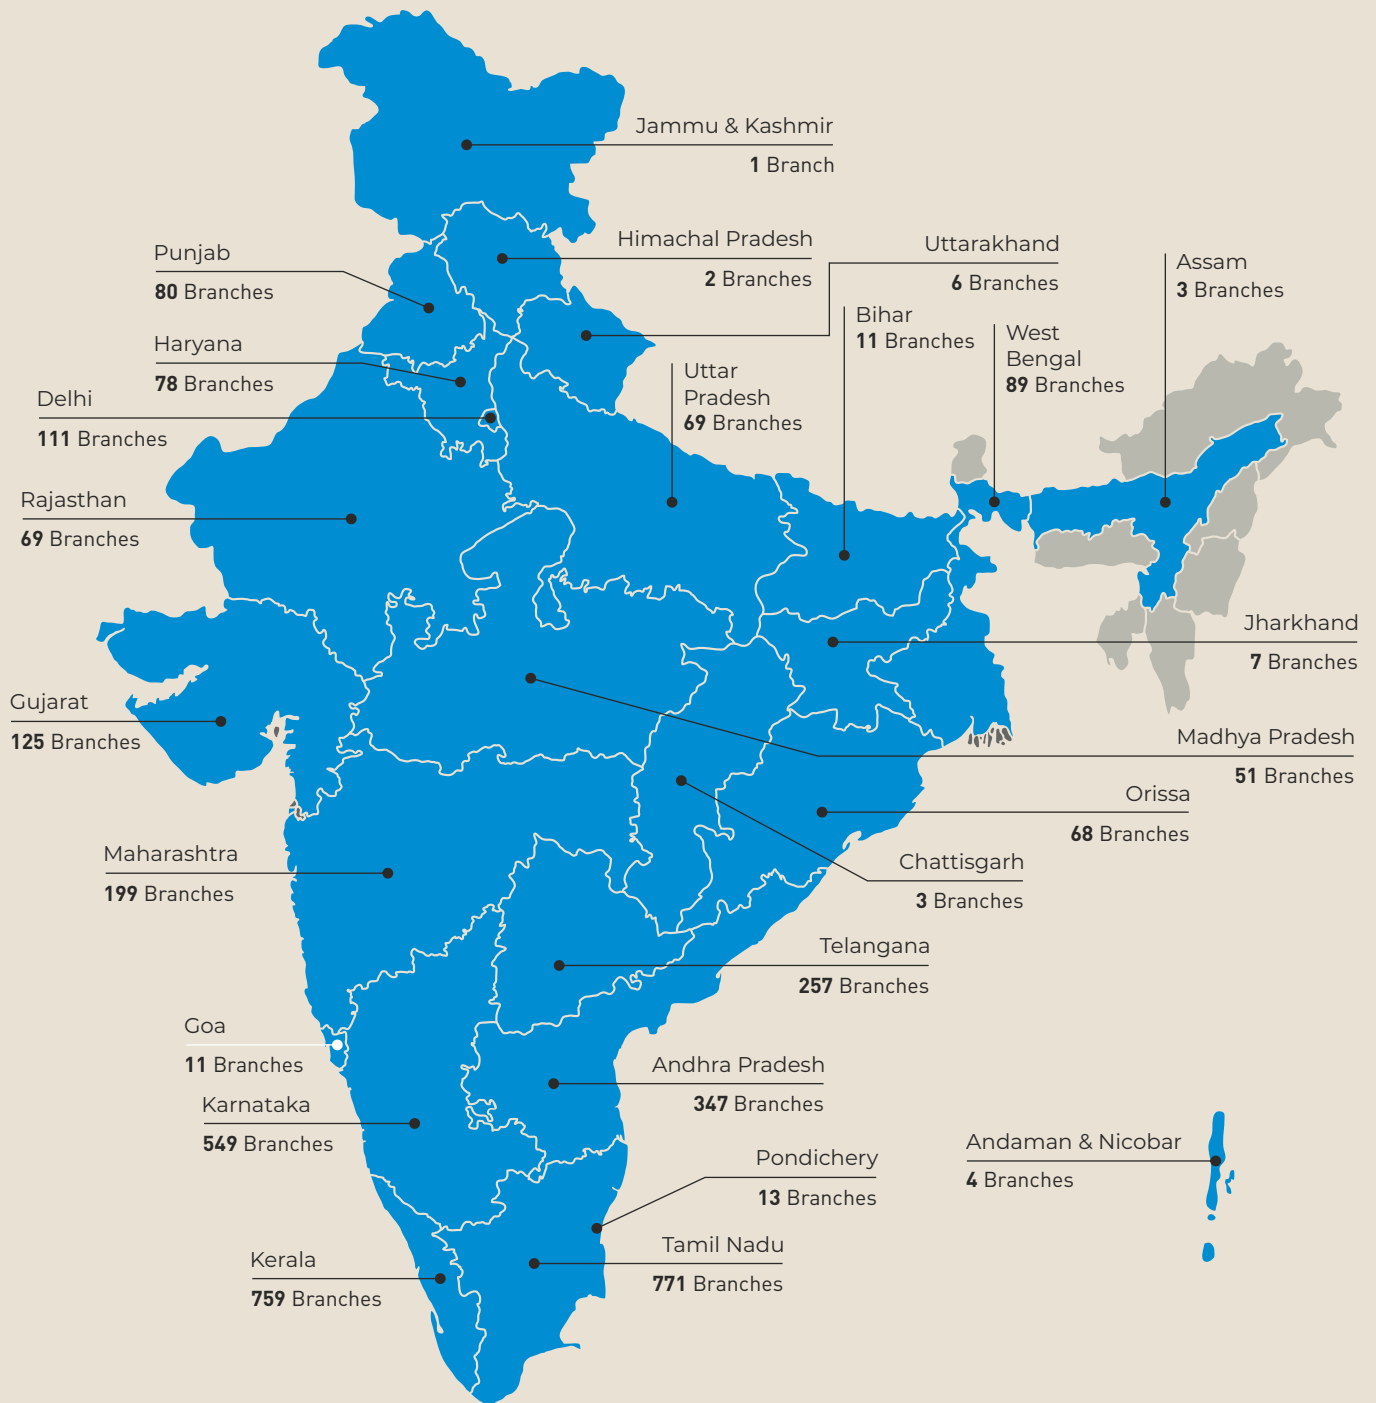 Jammu & Kashmir
1 Branch
Himachal Pradesh
2 Branches
Uttarakhand
6 Branches
Punjab
80 Branches
Assam
3 Branches
Bihar
11 Branches
West
Bengal
89 Branches
Haryana
78 Branches
Uttar
Pradesh
69 Branches
Delhi
111 Branches
Rajasthan
69 Branches
Jharkhand
7 Branches
Gujarat
125 Branches
Madhya Pradesh
51 Branches
Orissa
68 Branches
Maharashtra
199 Branches
Chattisgarh
3 Branches
Telangana
257 Branches
Goa
11 Branches
Andhra Pradesh
347 Branches
Karnataka
549 Branches
Andaman & Nicobar
4 Branches
Pondichery
13 Branches
Tamil Nadu
771 Branches
Kerala
759 Branches